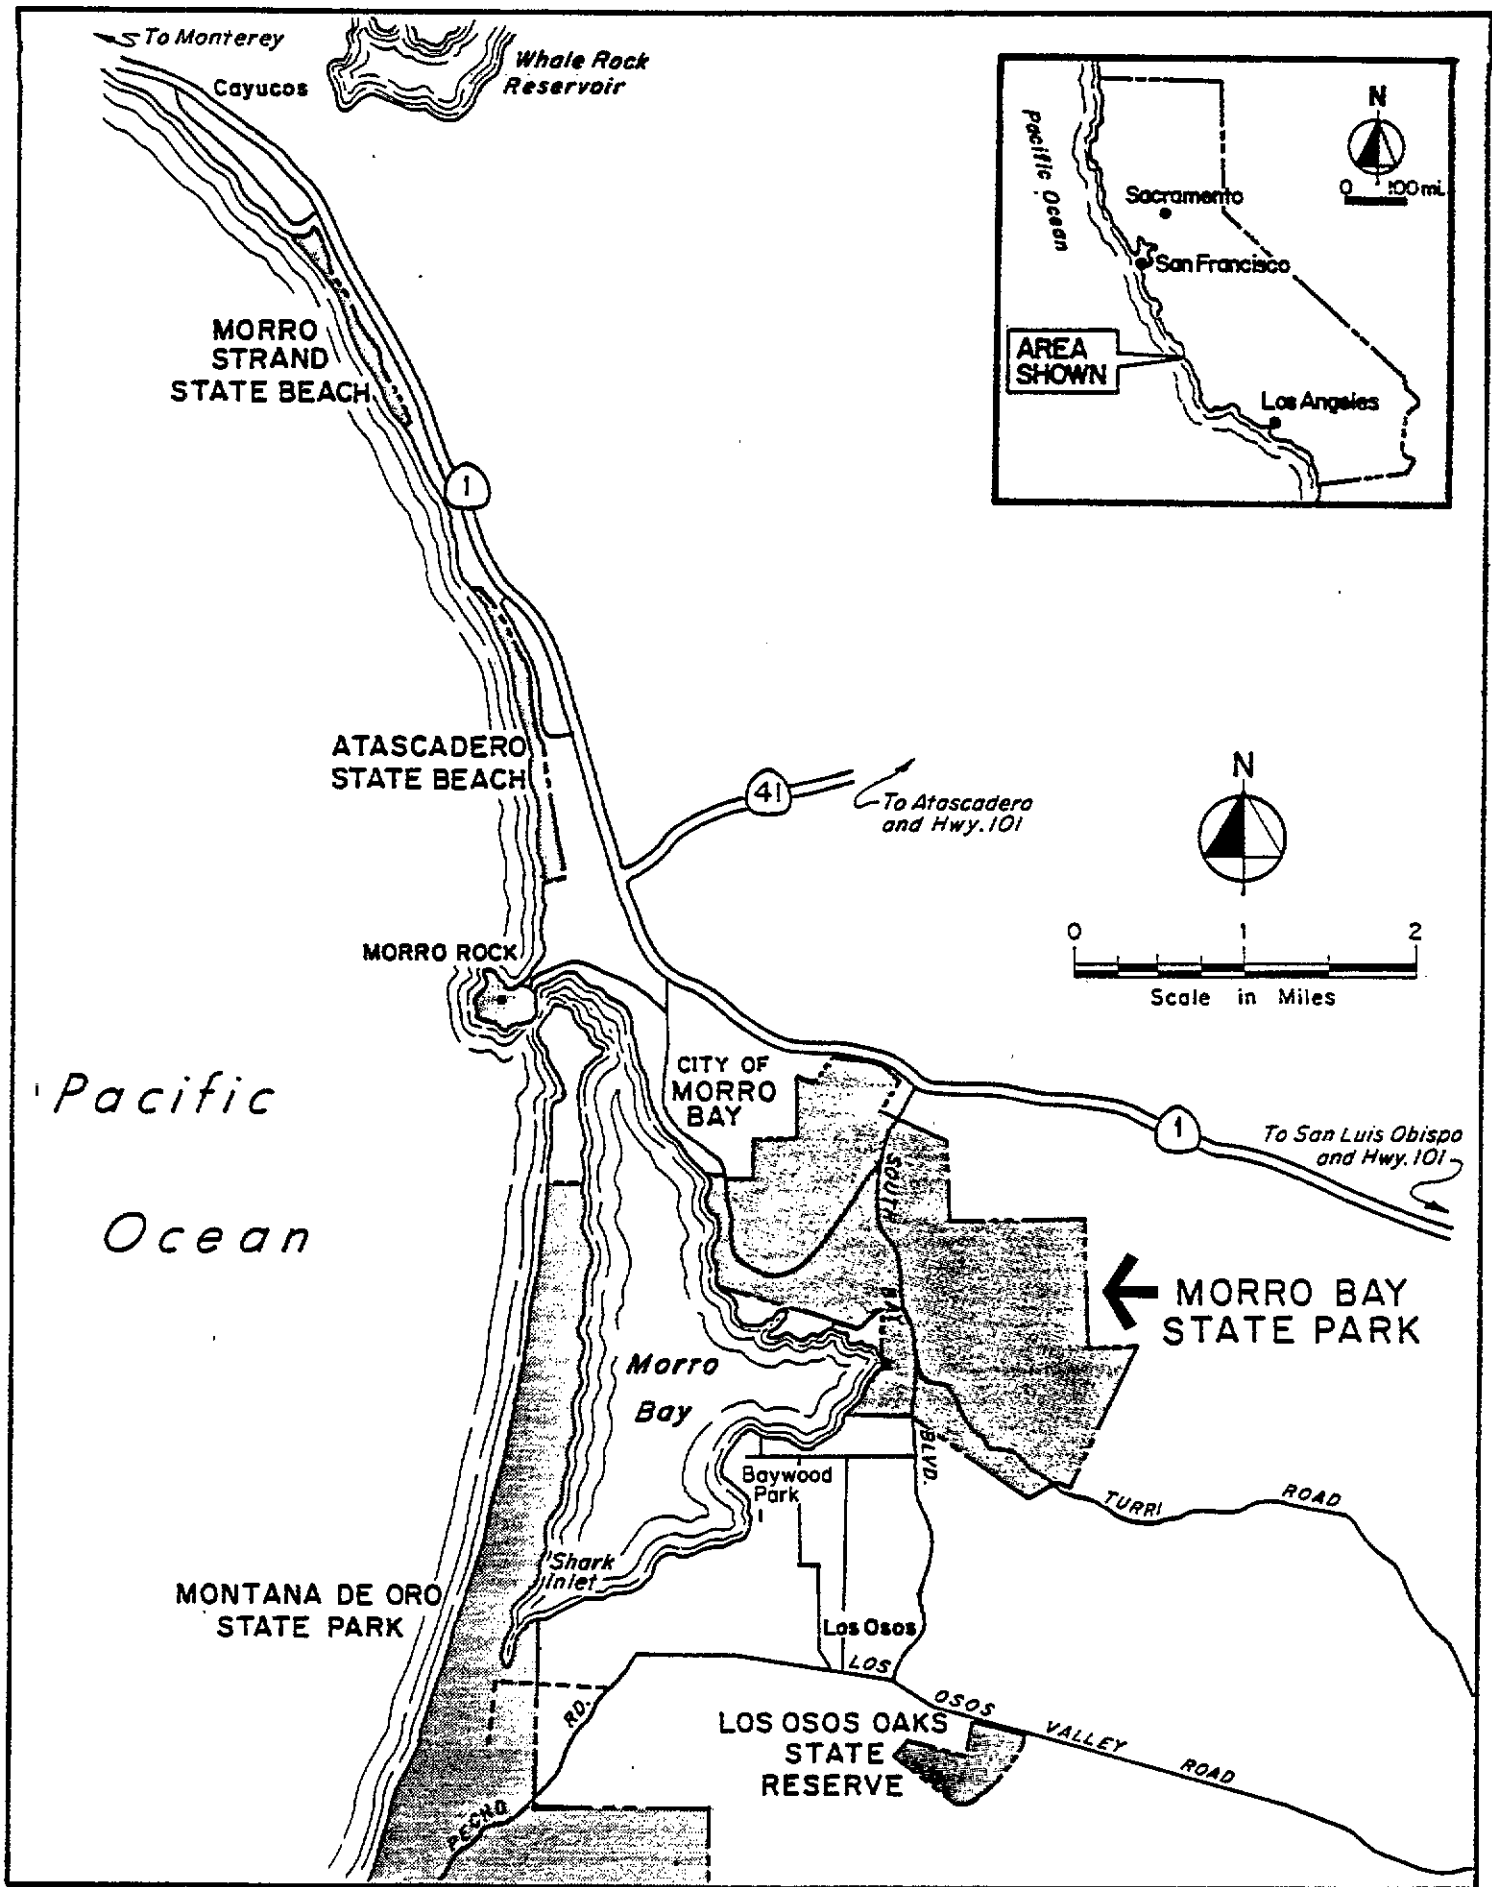 To Monterey
Cayucos
Whale Rock
Reservoir
Pacific Ocean
N
0 100 mi.
Sacramento
San Francisco
AREA
SHOWN
Los Angeles
MORRO
STRAND
STATE BEACH
1
ATASCADERO
STATE BEACH
41
To Atascadero
and Hwy. 101
N
0 1 2
Scale in Miles
MORRO ROCK
Pacific
Ocean
CITY OF
MORRO
BAY
1
To San Luis Obispo
and Hwy. 101
SOUTH BAY BLVD.
MORRO BAY
STATE PARK
Morro
Bay
Baywood
Park
TURRI ROAD
Shark
Inlet
MONTANA DE ORO
STATE PARK
Los Osos
LOS OSOS VALLEY ROAD
LOS OSOS OAKS
STATE
RESERVE
PECHO RD.